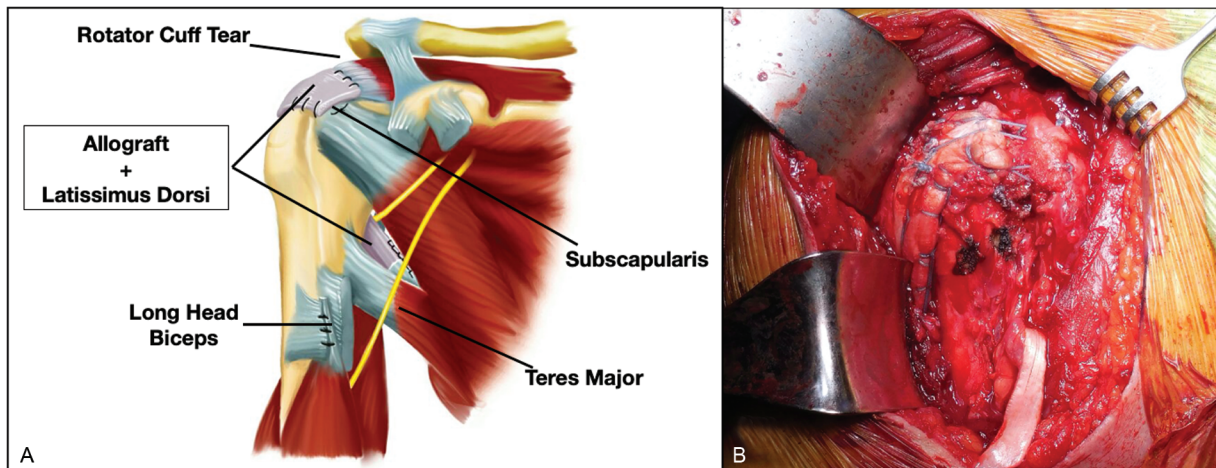 Rotator Cuff Tear
Allograft
+
Latissimus Dorsi
Subscapularis
Long Head
Biceps
Teres Major
A
B